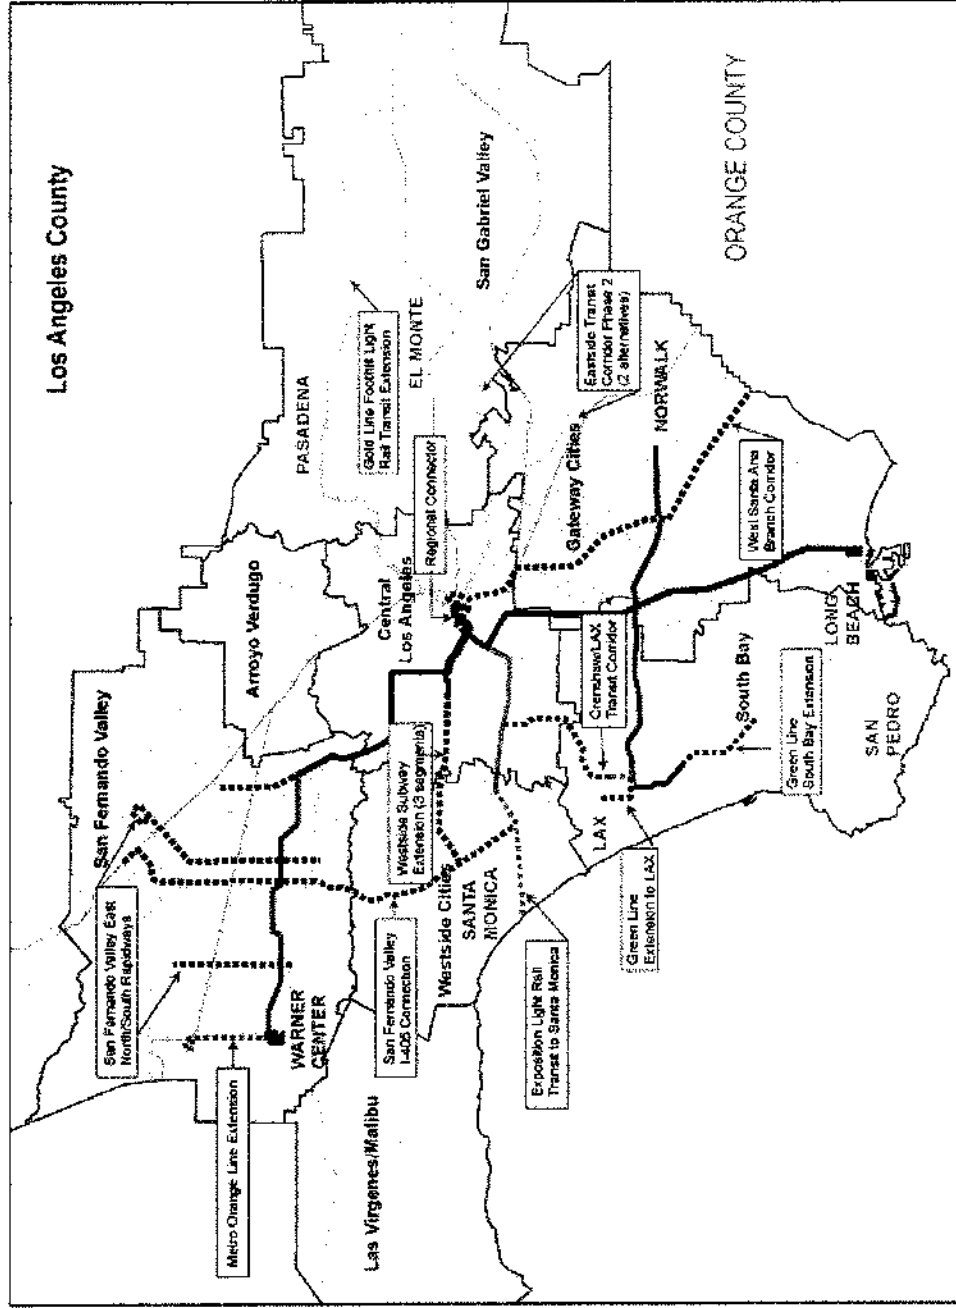 Los Angeles County
San Fernando Valley East
North/South Rapidways
San Fernando Valley
Metro Orange Line Extension
Arroyo Verdugo
PASADENA
WARNER
CENTER
Gold Line Foothill Light
Rail Transit Extension
Las Virgenes/Malibu
San Fernando Valley
I-405 Connection
Westside Subway
Extension (3 segments)
Central
Los Angeles
EL MONTE
Regional Connector
Westside Cities
SANTA
MONICA
San Gabriel Valley
Exposition Light Rail
Transit to Santa Monica
Gateway Cities
Eastside Transit
Corridor Phase 2
(2 alternatives)
LAX
Crenshaw/LAX
Transit Corridor
Green Line
Extension to LAX
NORWALK
ORANGE COUNTY
South Bay
West Santa Ana
Branch Corridor
Green Line
South Bay Extension
LONG
BEACH
SAN
PEDRO